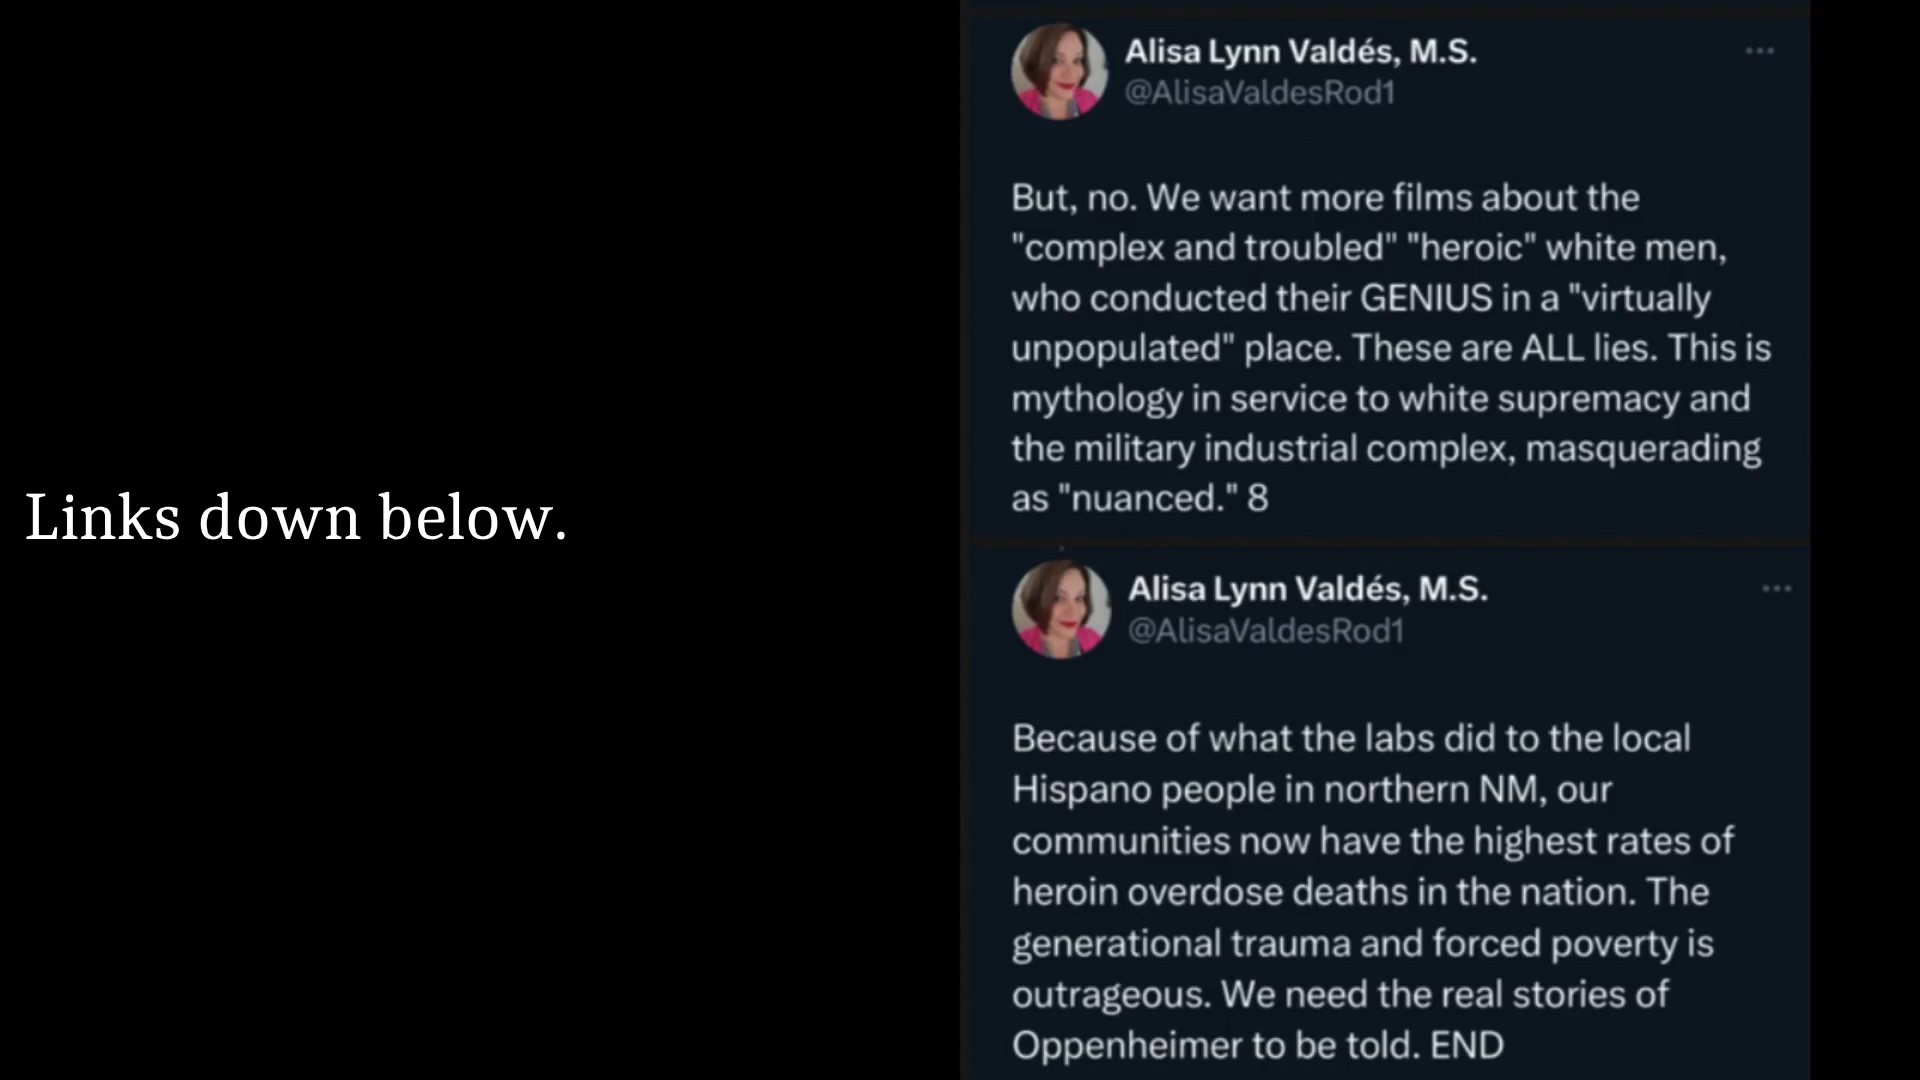 Links down below.
Alisa Lynn Valdés, M.S.
@AlisaValdesRod1
But, no. We want more films about the
"complex and troubled" "heroic" white men,
who conducted their GENIUS in a "virtually
unpopulated" place. These are ALL lies. This is
mythology in service to white supremacy and
the military industrial complex, masquerading
as "nuanced." 8
Alisa Lynn Valdés, M.S.
@AlisaValdesRod1
Because of what the labs did to the local
Hispano people in northern NM, our
communities now have the highest rates of
heroin overdose deaths in the nation. The
generational trauma and forced poverty is
outrageous. We need the real stories of
Oppenheimer to be told. END